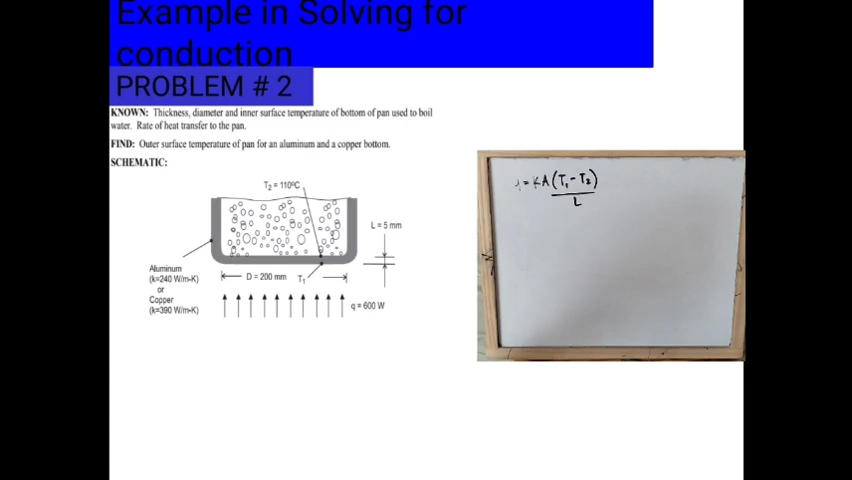 Example in Solving for
conduction
PROBLEM # 2
KNOWN: Thickness, diameter and inner surface temperature of bottom of pan used to boil
water. Rate of heat transfer to the pan.
FIND: Outer surface temperature of pan for an aluminum and a copper bottom.
SCHEMATIC:
T₂ = 110ºC
L = 5 mm
D = 200 mm
T₁
Aluminum
(k=240 W/m-K)
or
Copper
(k=390 W/m-K)
q = 600 W
= KA(T₁ - T₂)
L